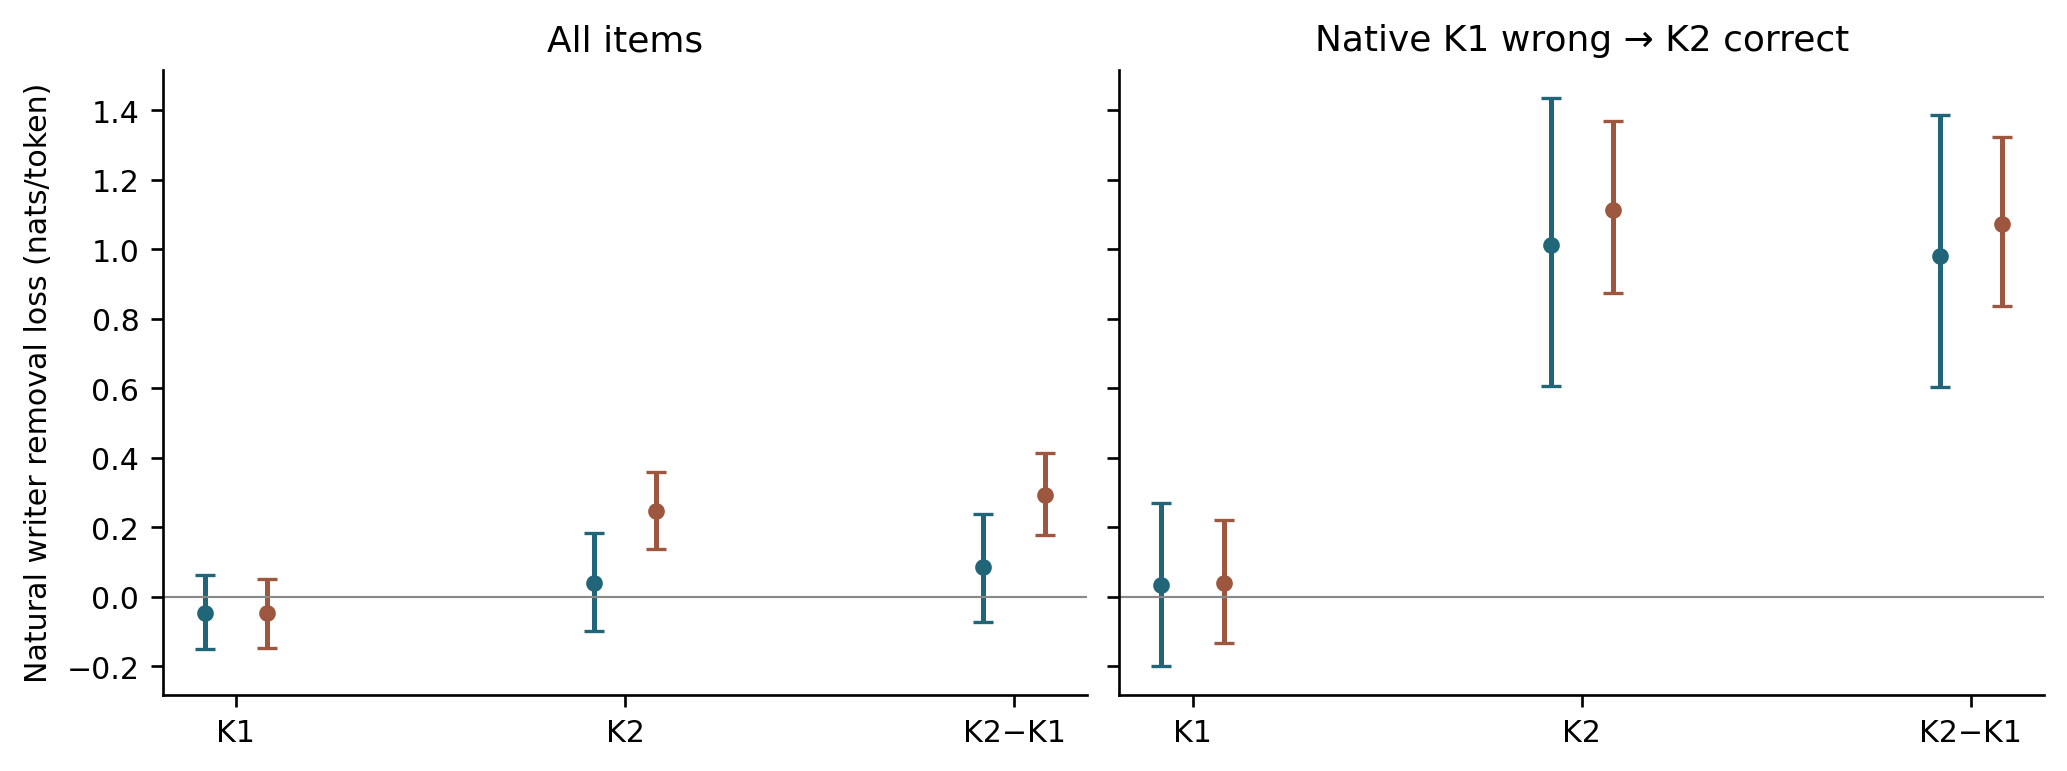 All items
Native K1 wrong → K2 correct
Natural writer removal loss (nats/token)
1.4
1.2
1.0
0.8
0.6
0.4
0.2
0.0
−0.2
K1
K2
K2−K1
K1
K2
K2−K1